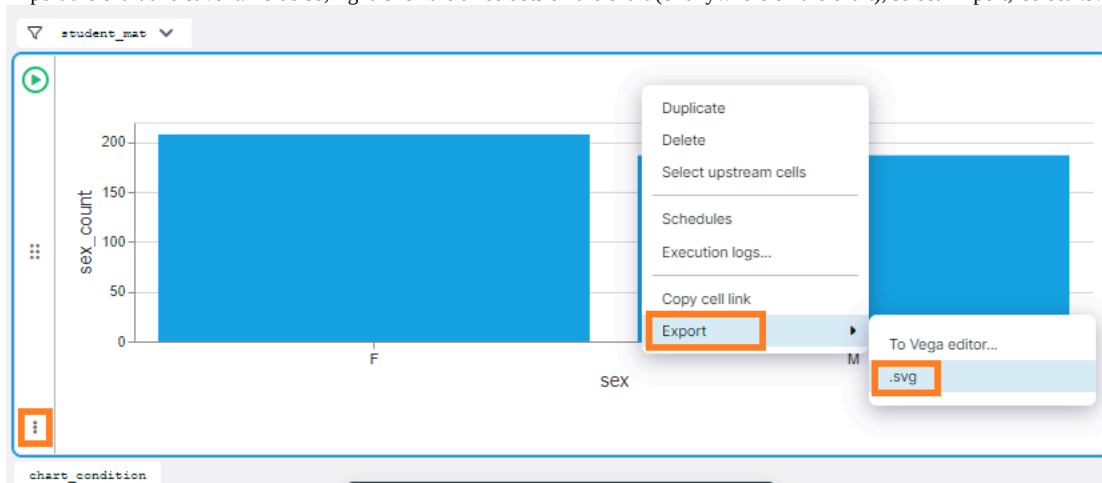 student_mat
Duplicate
Delete
Select upstream cells
Schedules
Execution logs...
Copy cell link
Export
To Vega editor...
.svg
200
150
100
50
0
sex_count
F
M
sex
chart_condition